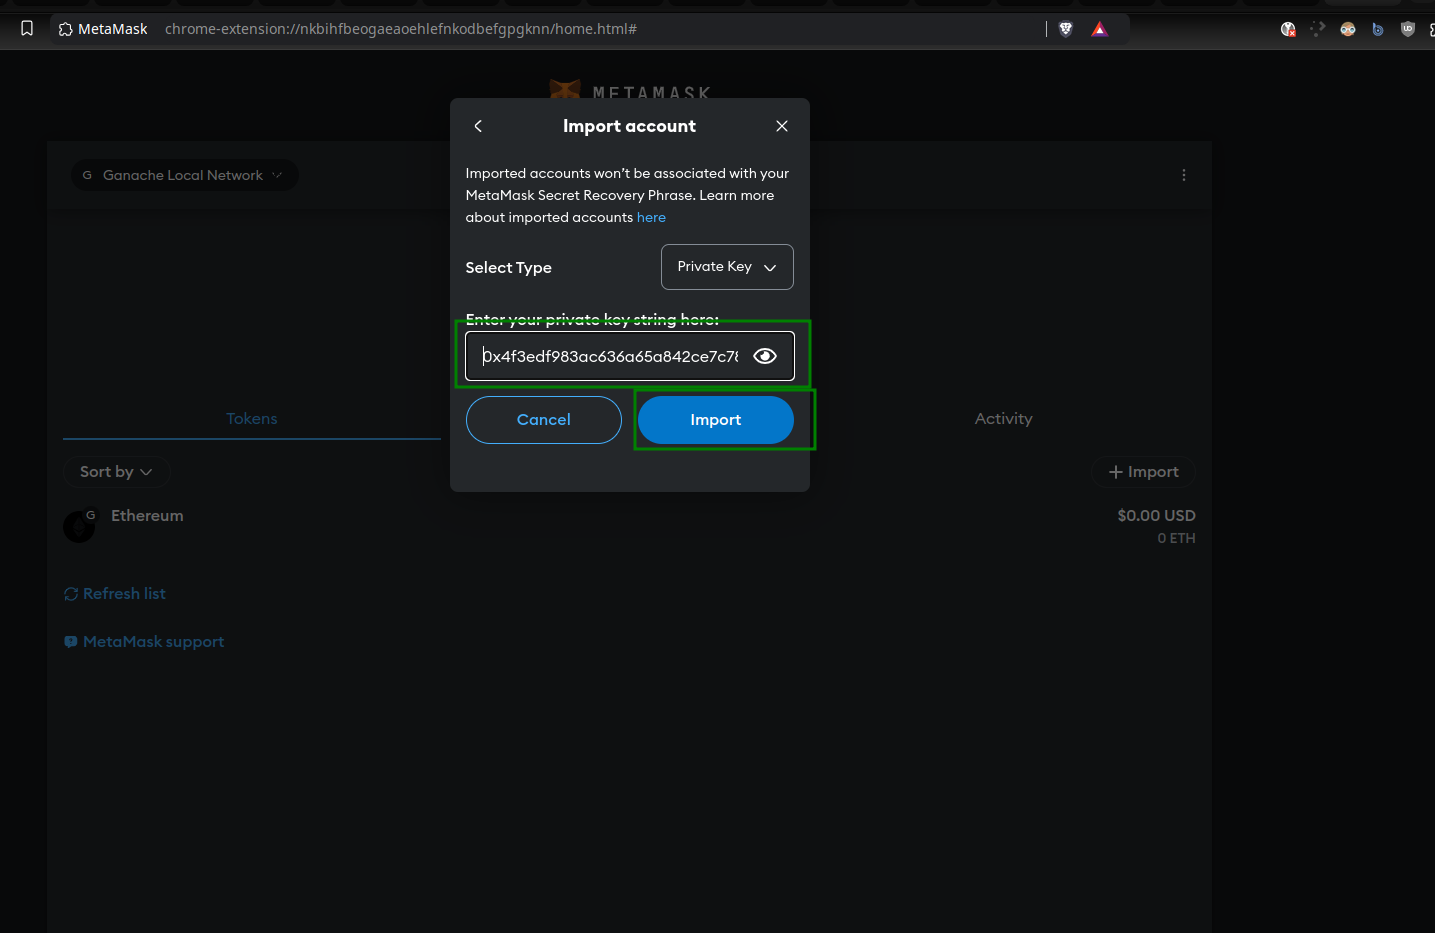 MetaMask chrome-extension://nkbihfbeogaeaoehlefnkodbefgpgknn/home.html#
METAMASK
Import account
G Ganache Local Network
Imported accounts won’t be associated with your
MetaMask Secret Recovery Phrase. Learn more
about imported accounts here
Select Type
Private Key
Enter your private key string here:
0x4f3edf983ac636a65a842ce7c78
Cancel
Import
Tokens
Activity
Sort by
+ Import
G
Ethereum
$0.00 USD
0 ETH
Refresh list
MetaMask support